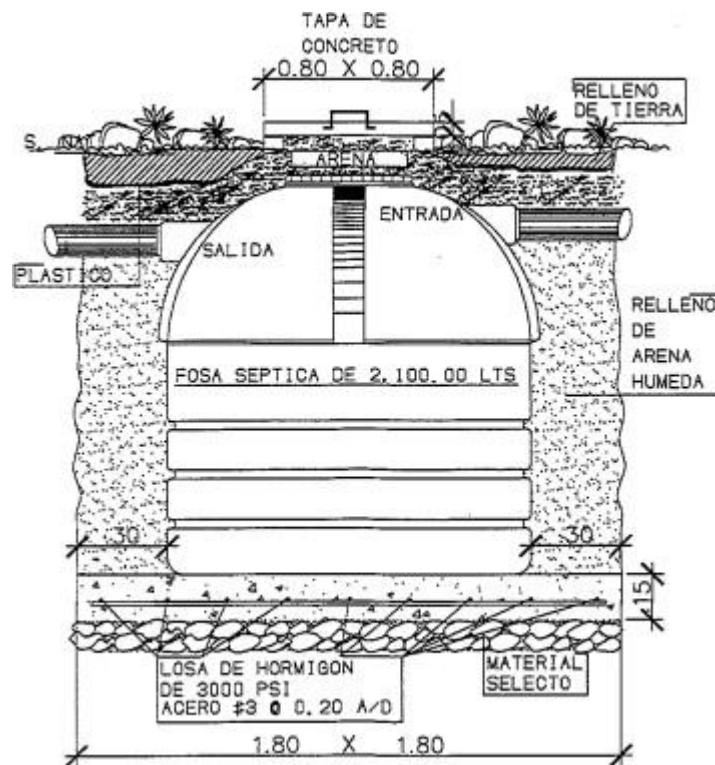 TAPA DE
CONCRETO
0.80 X 0.80
RELLENO
DE TIERRA
S
ARENA
ENTRADA
SALIDA
PLASTICO
RELLENO
DE
ARENA
HUMEDA
FOSA SEPTICA DE 2,100.00 LTS
30
30
.15
LOSA DE HORMIGON
DE 3000 PSI
ACERO #3 @ 0.20 A/D
MATERIAL
SELECTO
1.80 X 1.80